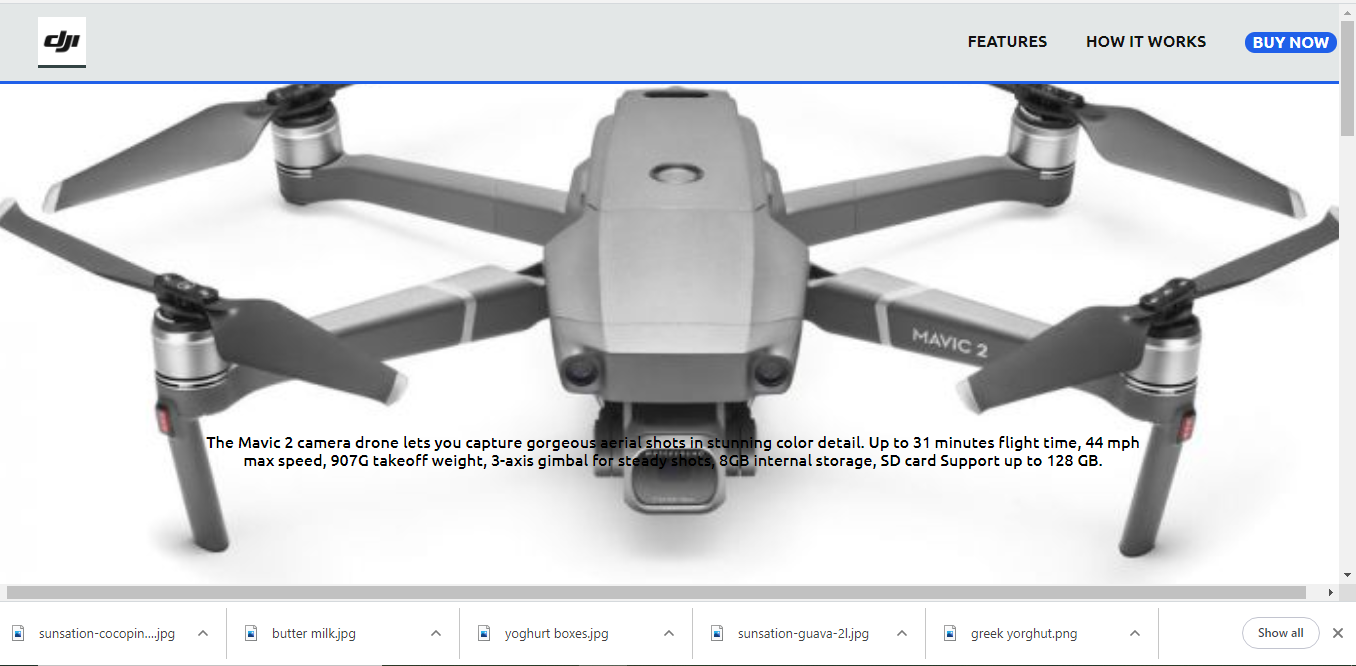 dji
FEATURES
HOW IT WORKS
BUY NOW
MAVIC 2
The Mavic 2 camera drone lets you capture gorgeous aerial shots in stunning color detail. Up to 31 minutes flight time, 44 mph
max speed, 907G takeoff weight, 3-axis gimbal for steady shots, 8GB internal storage, SD card Support up to 128 GB.
sunsation-cocopin....jpg
butter milk.jpg
yoghurt boxes.jpg
sunsation-guava-2l.jpg
greek yorghut.png
Show all